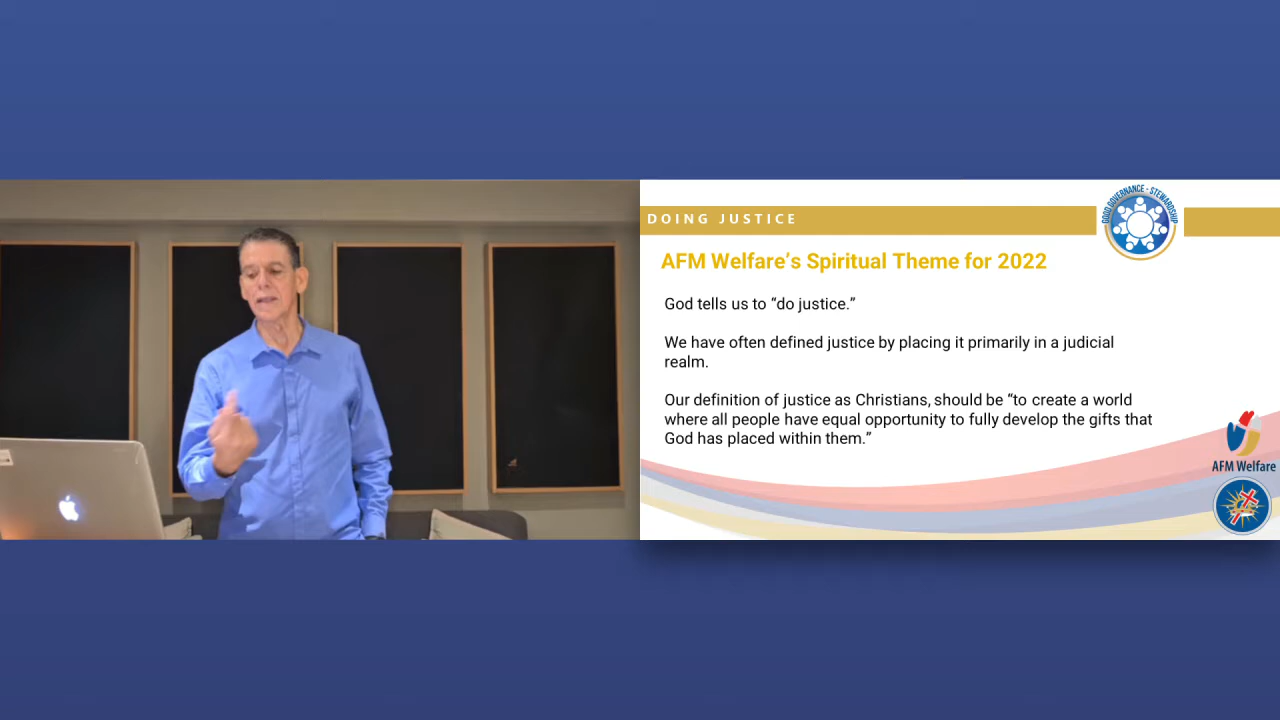 DOING JUSTICE
GOOD GOVERNANCE - STEWARDSHIP
AFM Welfare's Spiritual Theme for 2022
God tells us to “do justice.”
We have often defined justice by placing it primarily in a judicial
realm.
Our definition of justice as Christians, should be “to create a world
where all people have equal opportunity to fully develop the gifts that
God has placed within them.”
AFM Welfare